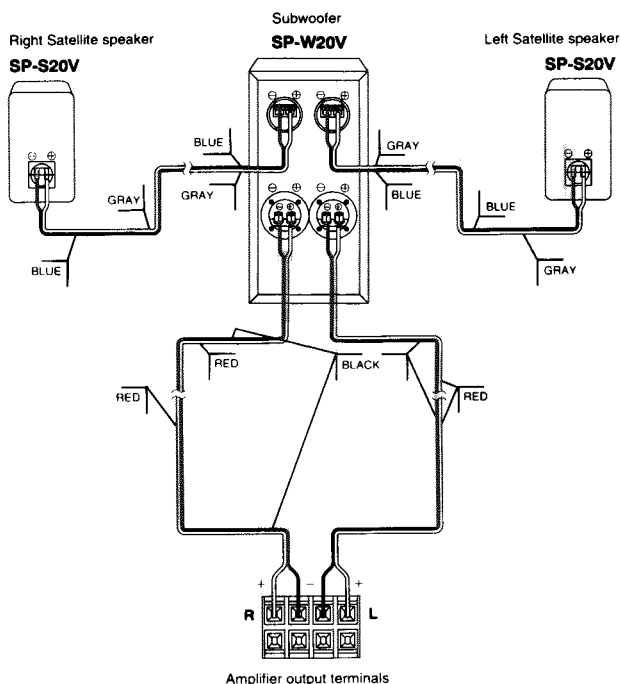 Subwoofer
SP-W20V
Right Satellite speaker
SP-S20V
Left Satellite speaker
SP-S20V
⊖ ⊕
⊖ ⊕
BLUE
GRAY
⊖ ⊕
⊖ ⊕
GRAY
GRAY
BLUE
BLUE
⊖ ⊕
⊖ ⊕
⊖ ⊕
⊖ ⊕
BLUE
GRAY
RED
BLACK
RED
RED
+ − +
R
L
Amplifier output terminals